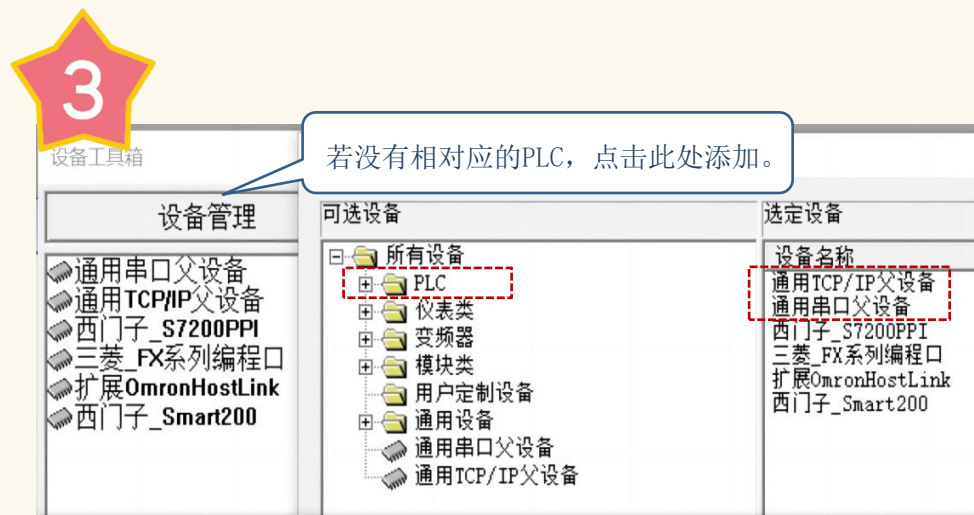 3
设备工具箱
若没有相对应的PLC，点击此处添加。
设备管理
通用串口父设备
通用TCP/IP父设备
西门子_S7200PPI
三菱_FX系列编程口
扩展OmronHostLink
西门子_Smart200
可选设备
所有设备
PLC
仪表类
变频器
模块类
用户定制设备
通用设备
通用串口父设备
通用TCP/IP父设备
选定设备
设备名称
通用TCP/IP父设备
通用串口父设备
西门子_S7200PPI
三菱_FX系列编程口
扩展OmronHostLink
西门子_Smart200